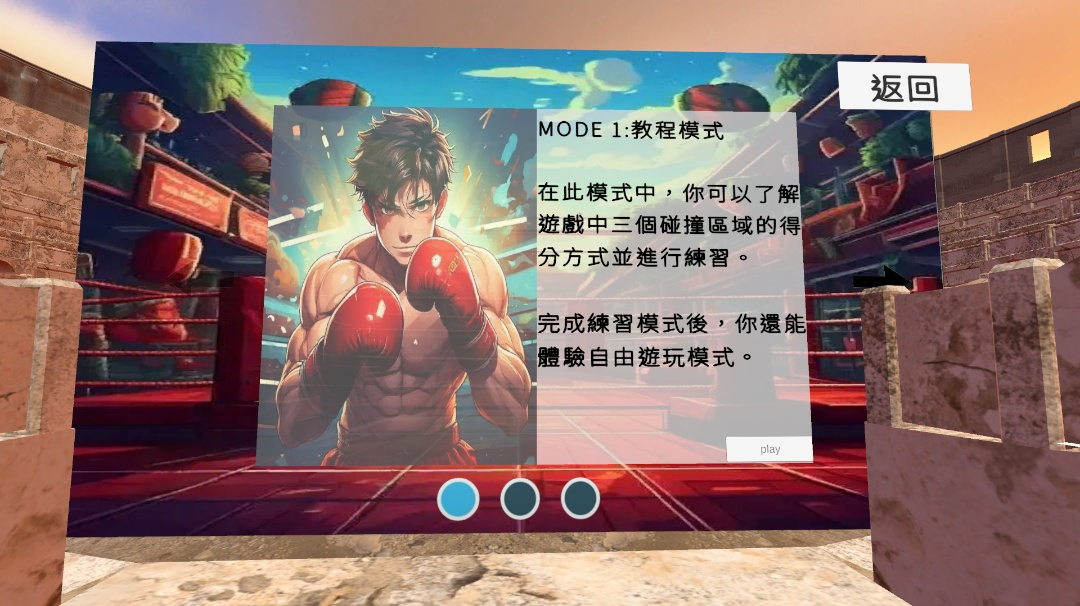 返回
MODE 1:教程模式
在此模式中，你可以了解
遊戲中三個碰撞區域的得
分方式並進行練習。
完成練習模式後，你還能
體驗自由遊玩模式。
play